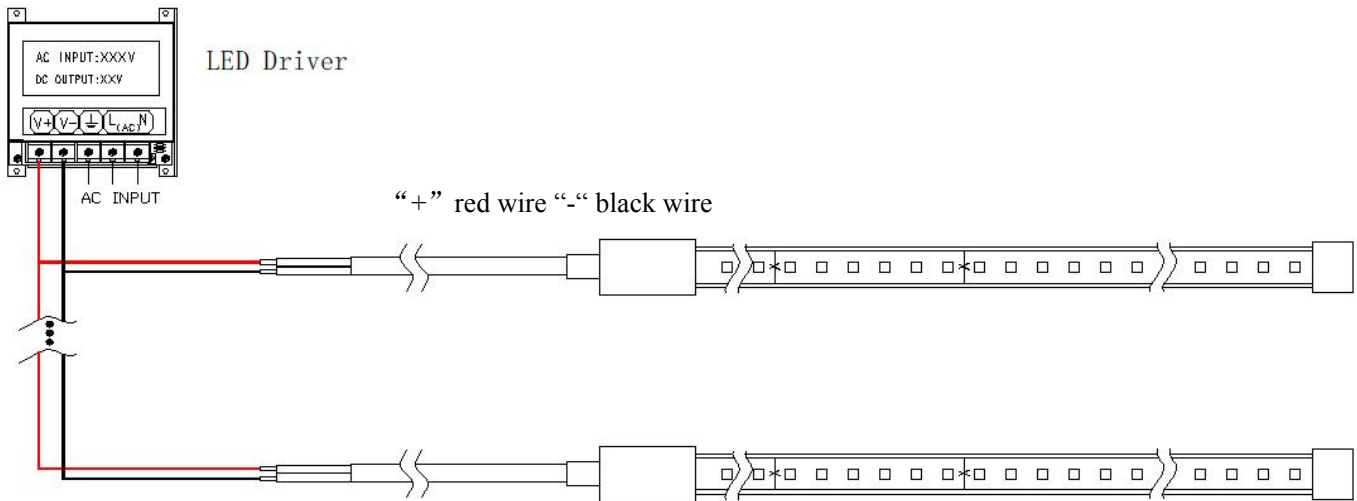 AC INPUT:XXXV
LED Driver
DC OUTPUT:XXV
V+ V- L(AC)N
AC INPUT
“+” red wire “-“ black wire